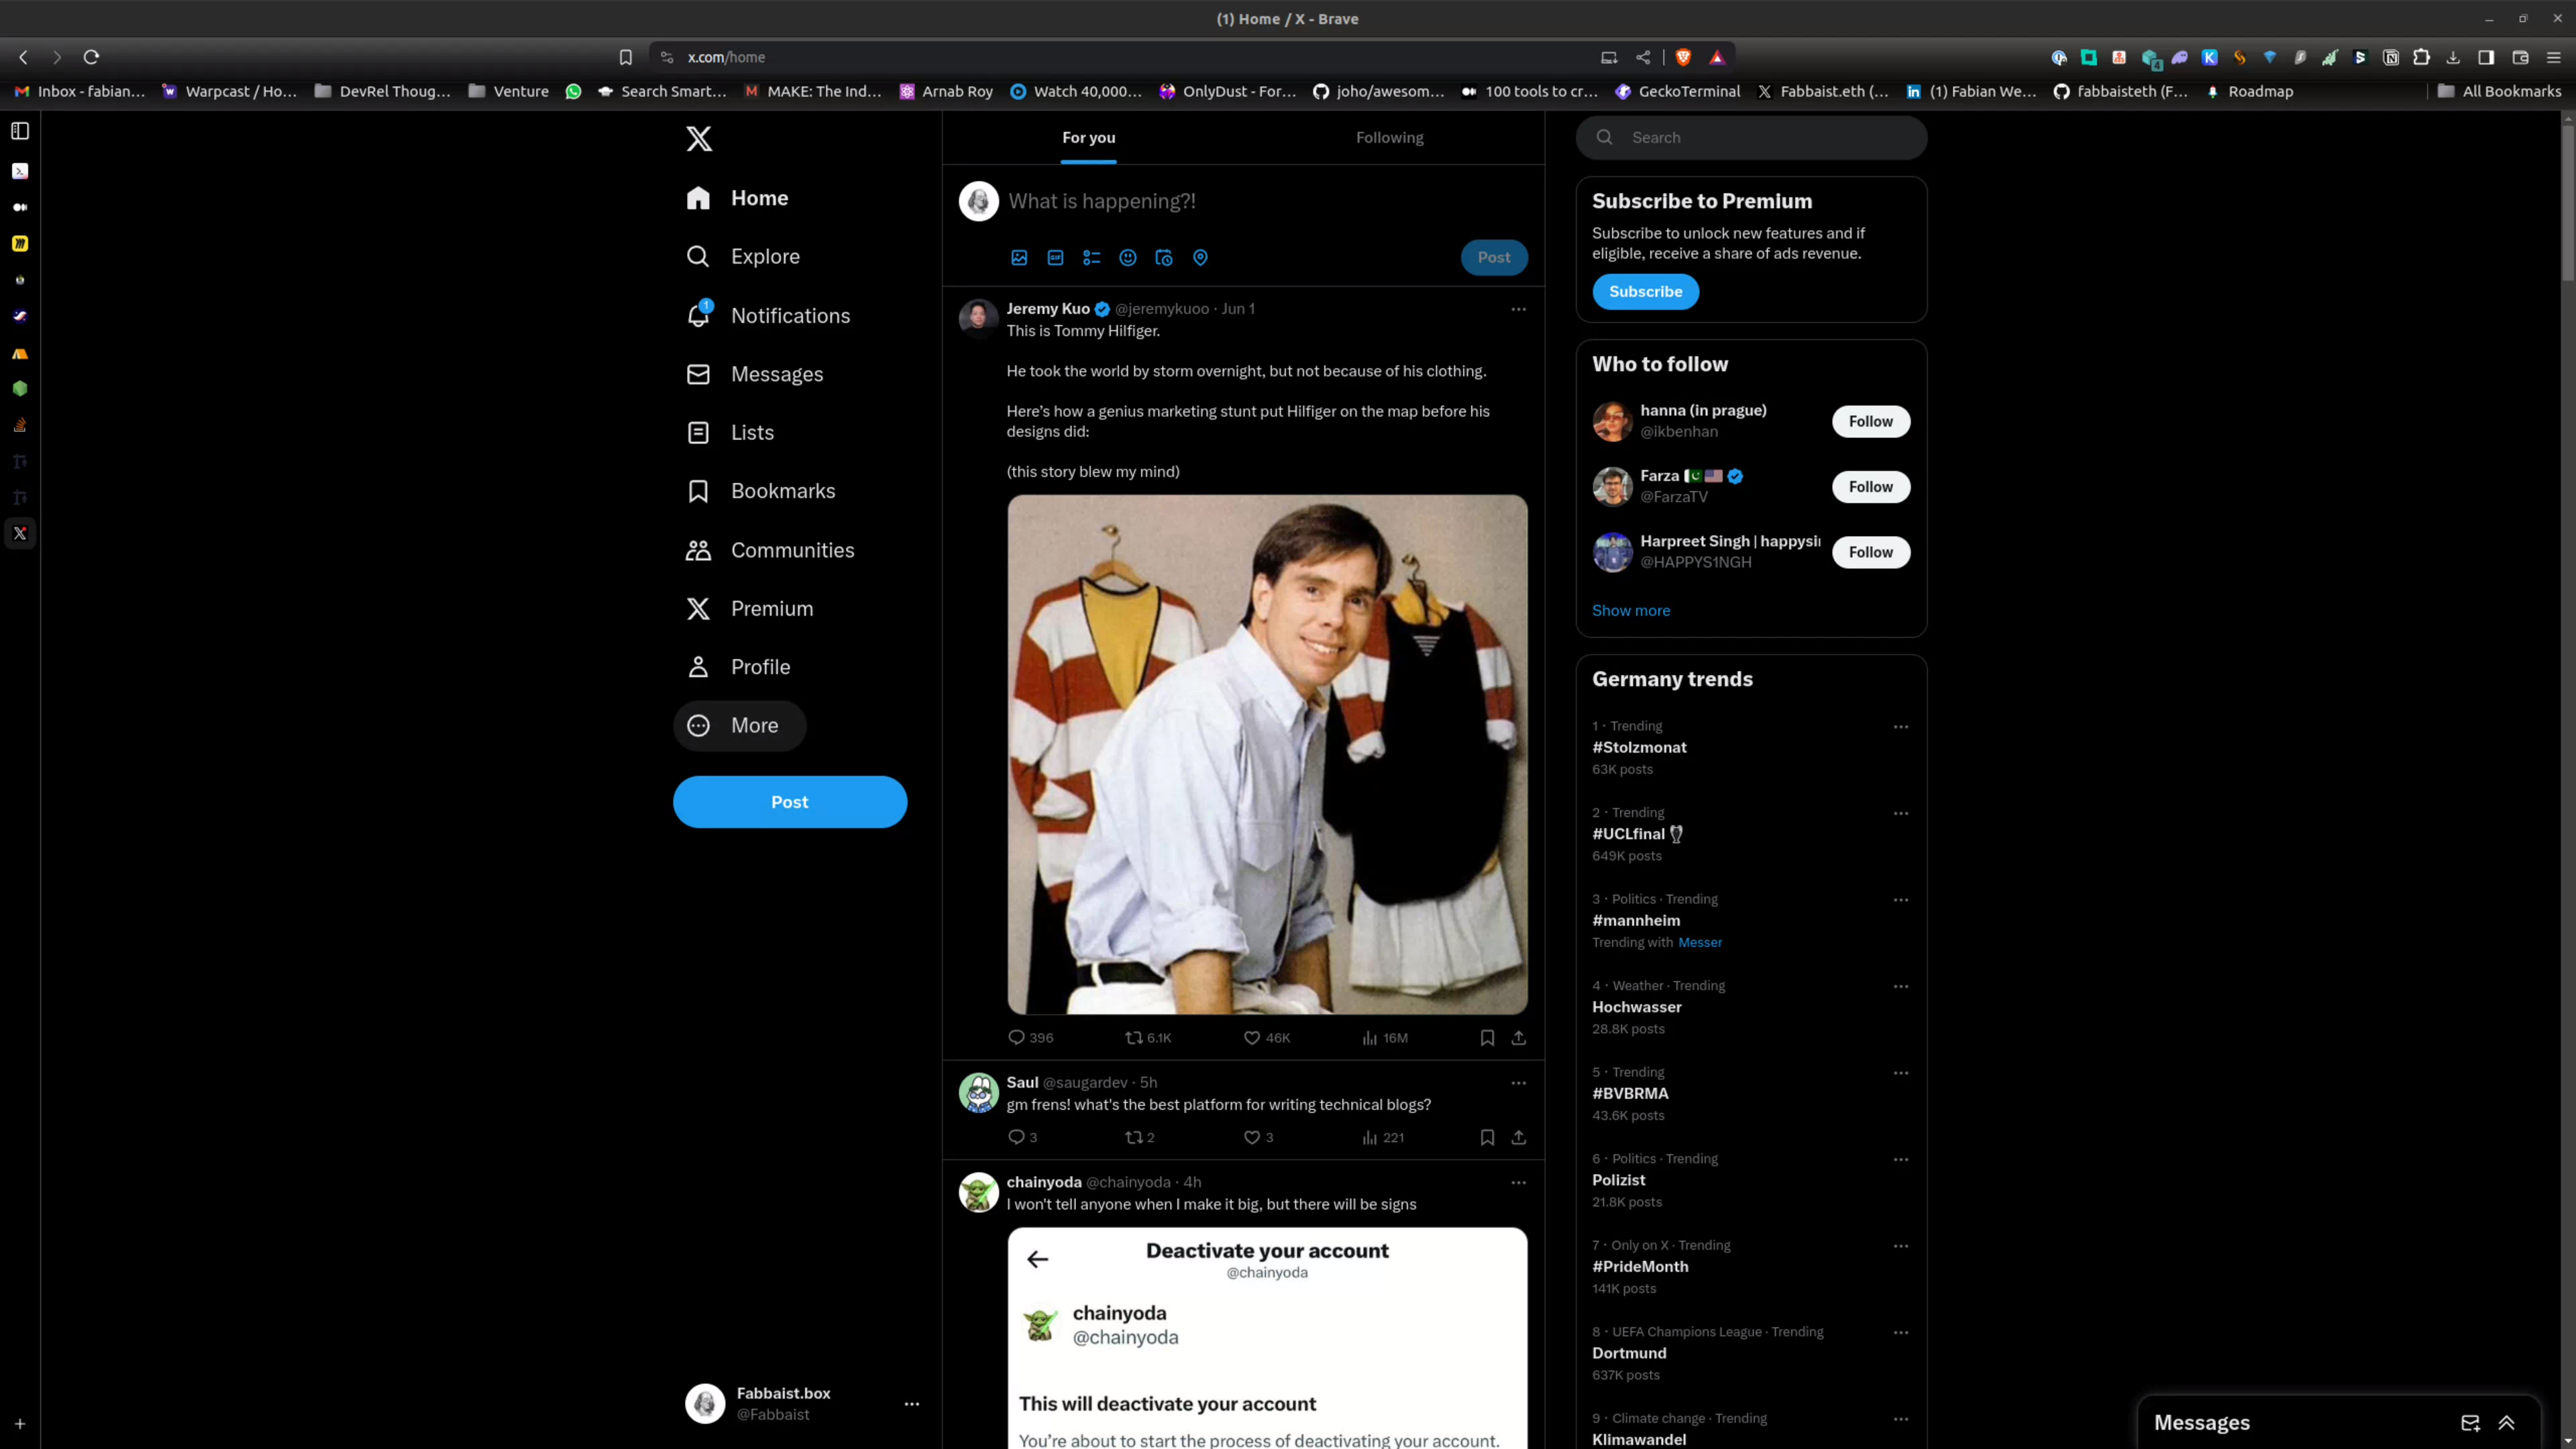 (1) Home / X - Brave
x.com/home
Inbox - fabian...
Warpcast / Ho...
DevRel Thoug...
Venture
Search Smart...
MAKE: The Ind...
Arnab Roy
Watch 40,000...
OnlyDust - For...
joho/awesom...
100 tools to cr...
GeckoTerminal
Fabbaist.eth (...
(1) Fabian We...
fabbaisteth (F...
Roadmap
All Bookmarks
Home
Explore
1
Notifications
Messages
Lists
Bookmarks
Communities
Premium
Profile
More
Post
Fabbaist.box
@Fabbaist
For you
Following
What is happening?!
GIF
Post
Jeremy Kuo @jeremykuoo · Jun 1
This is Tommy Hilfiger.
He took the world by storm overnight, but not because of his clothing.
Here's how a genius marketing stunt put Hilfiger on the map before his
designs did:
(this story blew my mind)
396 6.1K 46K 16M
Saul @saugardev · 5h
gm frens! what's the best platform for writing technical blogs?
3 2 3 221
chainyoda @chainyoda · 4h
I won't tell anyone when I make it big, but there will be signs
Deactivate your account
@chainyoda
chainyoda
@chainyoda
This will deactivate your account
You're about to start the process of deactivating your account.
Search
Subscribe to Premium
Subscribe to unlock new features and if
eligible, receive a share of ads revenue.
Subscribe
Who to follow
hanna (in prague)
@ikbenhan
Follow
Farza 🇵🇰🇺🇸
@FarzaTV
Follow
Harpreet Singh | happysi
@HAPPYS1NGH
Follow
Show more
Germany trends
1 · Trending
#Stolzmonat
63K posts
2 · Trending
#UCLfinal
649K posts
3 · Politics · Trending
#mannheim
Trending with Messer
4 · Weather · Trending
Hochwasser
28.8K posts
5 · Trending
#BVBRMA
43.6K posts
6 · Politics · Trending
Polizist
21.8K posts
7 · Only on X · Trending
#PrideMonth
141K posts
8 · UEFA Champions League · Trending
Dortmund
637K posts
9 · Climate change · Trending
Klimawandel
Messages